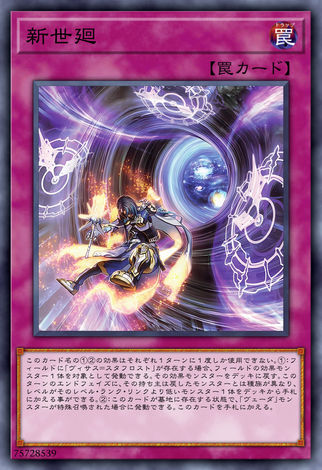 新世廻
トラップ
罠
【罠カード】
このカード名の①②の効果はそれぞれ１ターンに１度しか使用できない。①：フ
ィールドに「ヴィサス＝スタフロスト」が存在する場合、フィールドの効果モン
スター１体を対象として発動できる。その効果モンスターをデッキに戻す。この
ターンのエンドフェイズに、その持ち主は戻したモンスターとは種族が異なり、
レベルがそのレベル・ランク・リンクより低いモンスター１体をデッキから手札
に加える事ができる。②：このカードが墓地に存在する状態で、「ヴェーダ」モン
スターが特殊召喚された場合に発動できる。このカードを手札に加える。
75728539